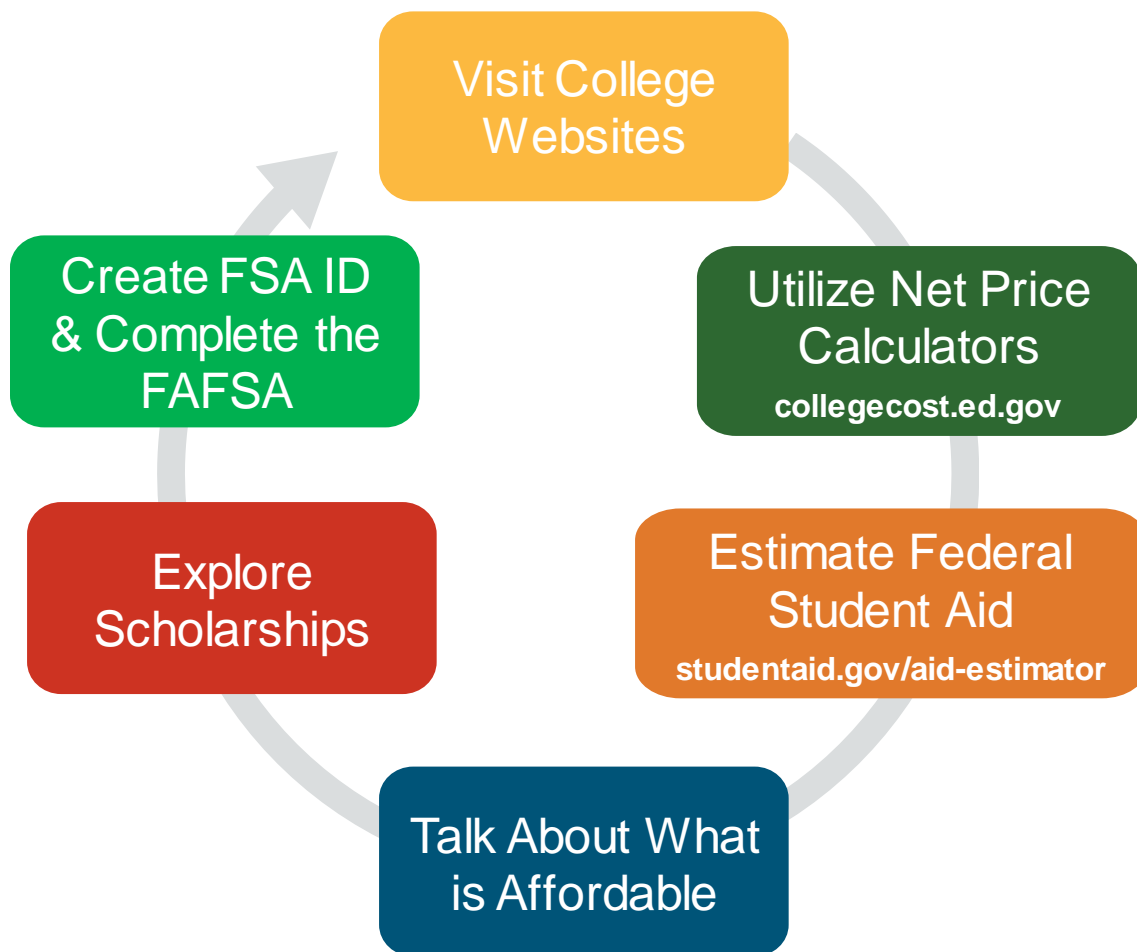 Visit College
Websites
Utilize Net Price
Calculators
collegecost.ed.gov
Estimate Federal
Student Aid
studentaid.gov/aid-estimator
Talk About What
is Affordable
Explore
Scholarships
Create FSA ID
& Complete the
FAFSA